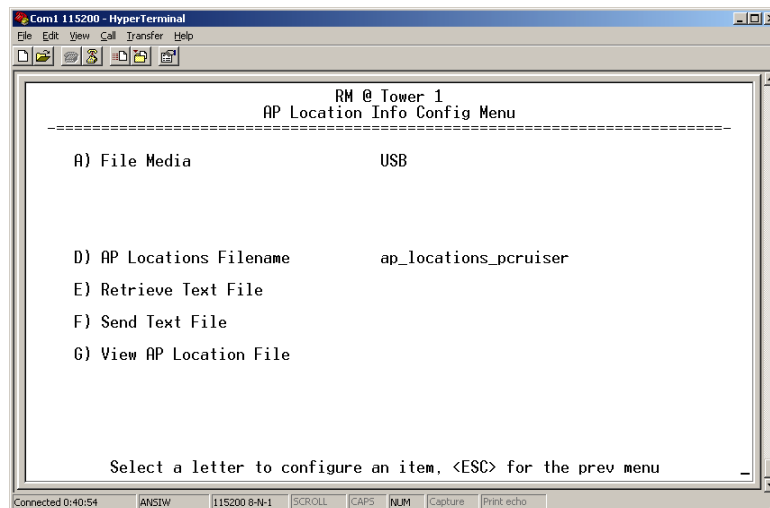 Com1 115200 - HyperTerminal
File Edit View Call Transfer Help
RM @ Tower 1
AP Location Info Config Menu
-==========================================================================-
A) File Media USB
D) AP Locations Filename ap_locations_pcruiser
E) Retrieve Text File
F) Send Text File
G) View AP Location File
Select a letter to configure an item, <ESC> for the prev menu _
Connected 0:40:54 ANSIW 115200 8-N-1 SCROLL CAPS NUM Capture Print echo